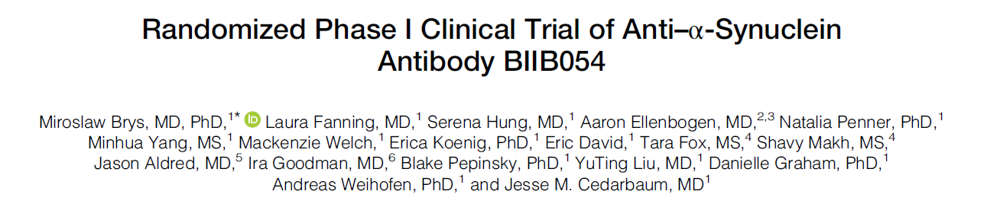 Randomized Phase I Clinical Trial of Anti–α-Synuclein
Antibody BIIB054
Miroslaw Brys, MD, PhD,1* iD Laura Fanning, MD,1 Serena Hung, MD,1 Aaron Ellenbogen, MD,2,3 Natalia Penner, PhD,1
Minhua Yang, MS,1 Mackenzie Welch,1 Erica Koenig, PhD,1 Eric David,1 Tara Fox, MS,4 Shavy Makh, MS,4
Jason Aldred, MD,5 Ira Goodman, MD,6 Blake Pepinsky, PhD,1 YuTing Liu, MD,1 Danielle Graham, PhD,1
Andreas Weihofen, PhD,1 and Jesse M. Cedarbaum, MD1